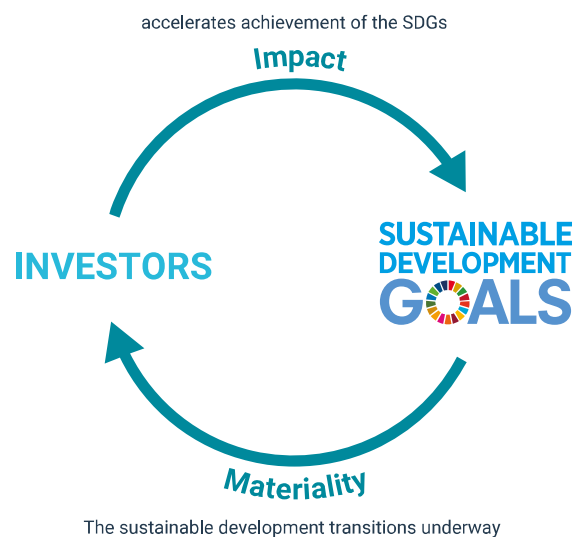 accelerates achievement of the SDGs
Impact
INVESTORS
SUSTAINABLE
DEVELOPMENT
GOALS
Materiality
The sustainable development transitions underway